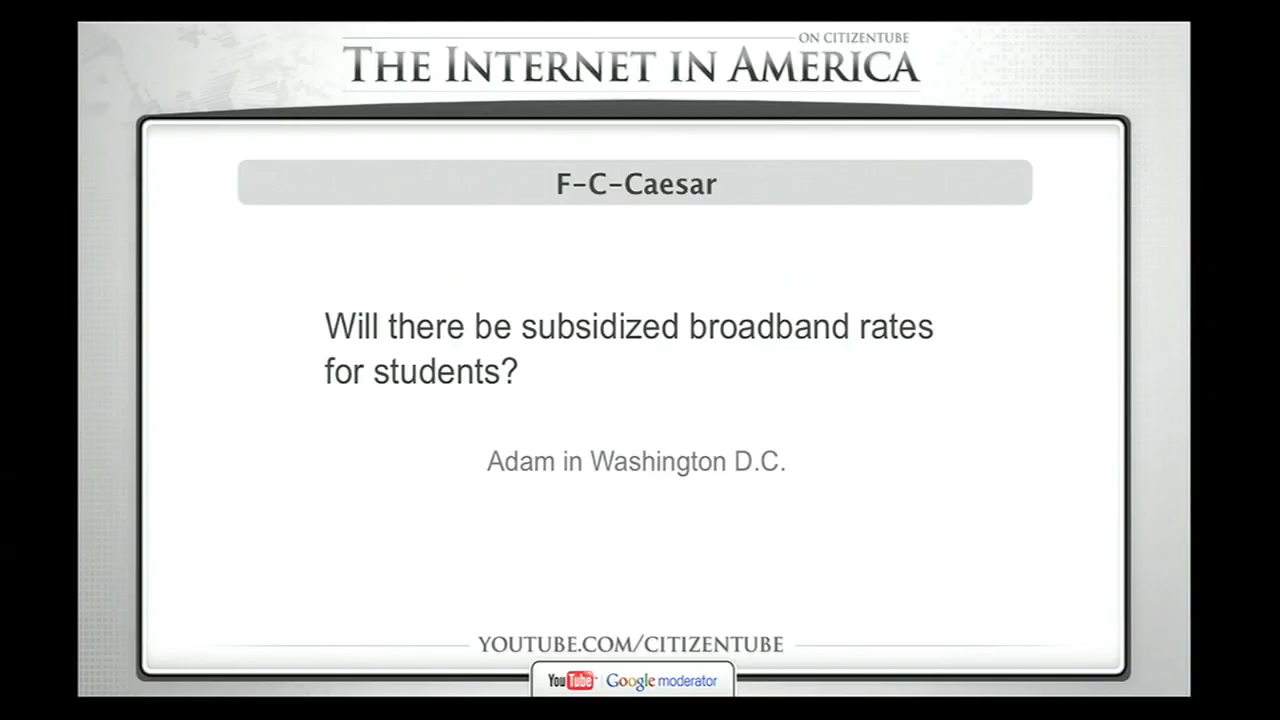 ON CITIZENTUBE
THE INTERNET IN AMERICA
F-C-Caesar
Will there be subsidized broadband rates
for students?
Adam in Washington D.C.
YOUTUBE.COM/CITIZENTUBE
YouTube Google moderator